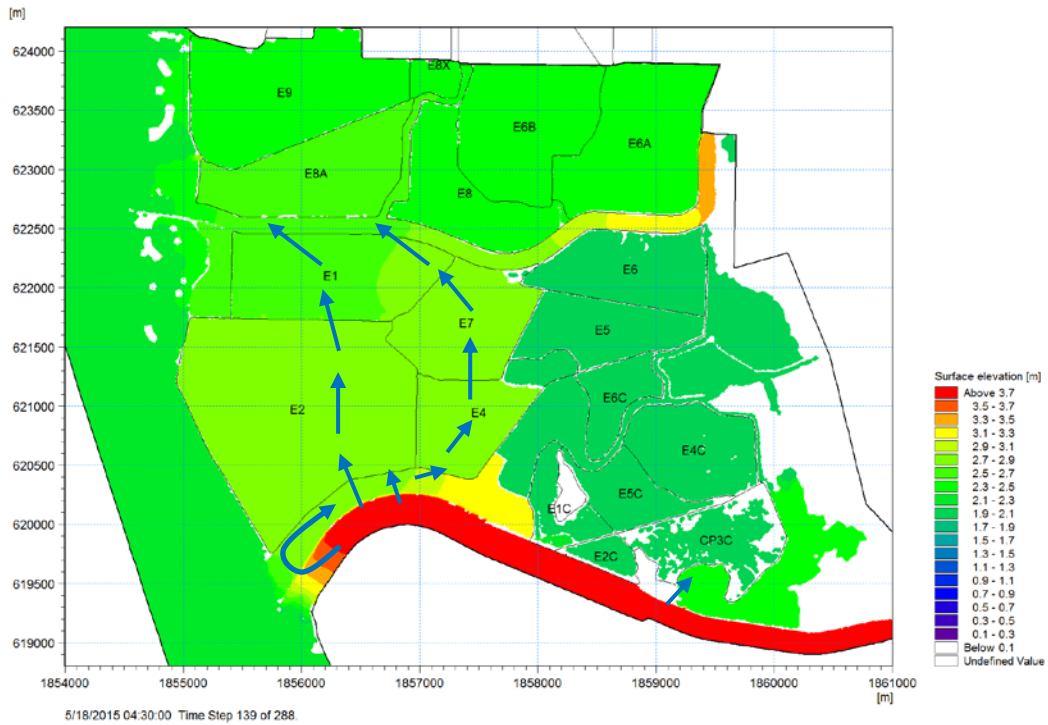 [m]
624000
623500
623000
622500
622000
621500
621000
620500
620000
619500
619000
E8X
E9
E6B
E6A
E8A
E8
E6
E1
E7
E5
E6C
E2
E4
E4C
E5C
E1C
CP3C
E2C
Surface elevation [m]
Above 3.7
3.5 - 3.7
3.3 - 3.5
3.1 - 3.3
2.9 - 3.1
2.7 - 2.9
2.5 - 2.7
2.3 - 2.5
2.1 - 2.3
1.9 - 2.1
1.7 - 1.9
1.5 - 1.7
1.3 - 1.5
1.1 - 1.3
0.9 - 1.1
0.7 - 0.9
0.5 - 0.7
0.3 - 0.5
0.1 - 0.3
Below 0.1
Undefined Value
1854000 1855000 1856000 1857000 1858000 1859000 1860000 1861000
[m]
5/18/2015 04:30:00 Time Step 139 of 288.